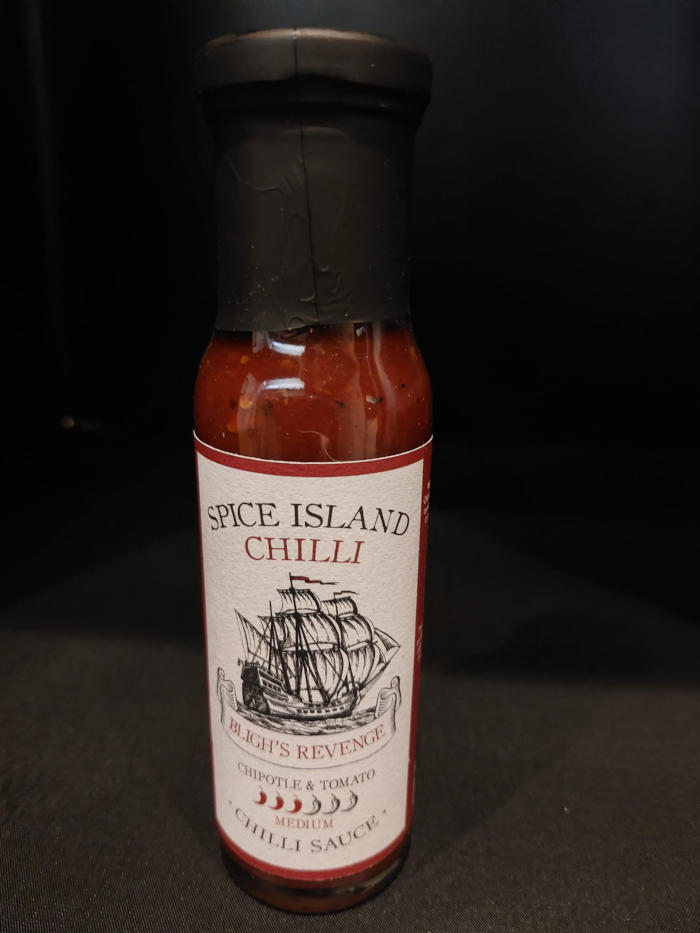 SPICE ISLAND
CHILLI
BLIGH'S REVENGE
CHIPOTLE & TOMATO
MEDIUM
· CHILLI SAUCE ·